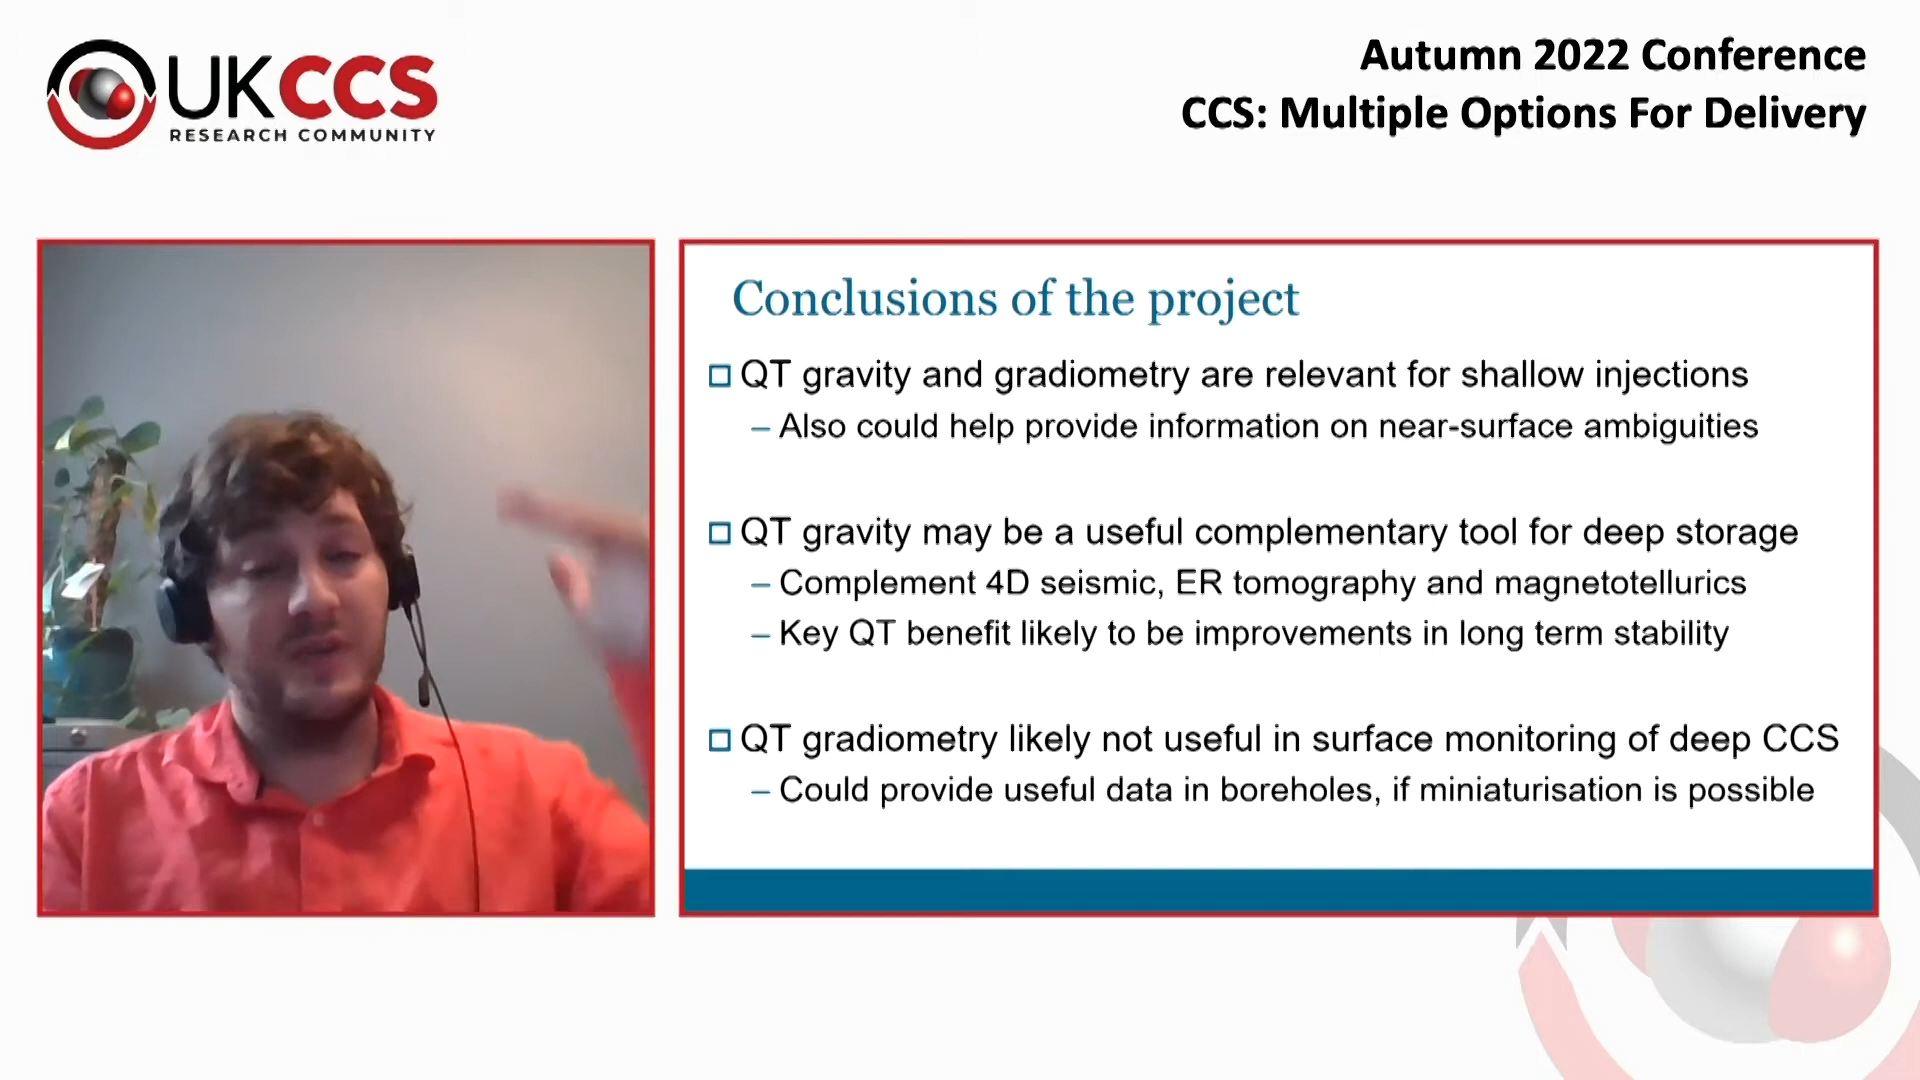 UKCCS
RESEARCH COMMUNITY
Autumn 2022 Conference
CCS: Multiple Options For Delivery
Conclusions of the project
QT gravity and gradiometry are relevant for shallow injections
– Also could help provide information on near-surface ambiguities
QT gravity may be a useful complementary tool for deep storage
– Complement 4D seismic, ER tomography and magnetotellurics
– Key QT benefit likely to be improvements in long term stability
QT gradiometry likely not useful in surface monitoring of deep CCS
– Could provide useful data in boreholes, if miniaturisation is possible